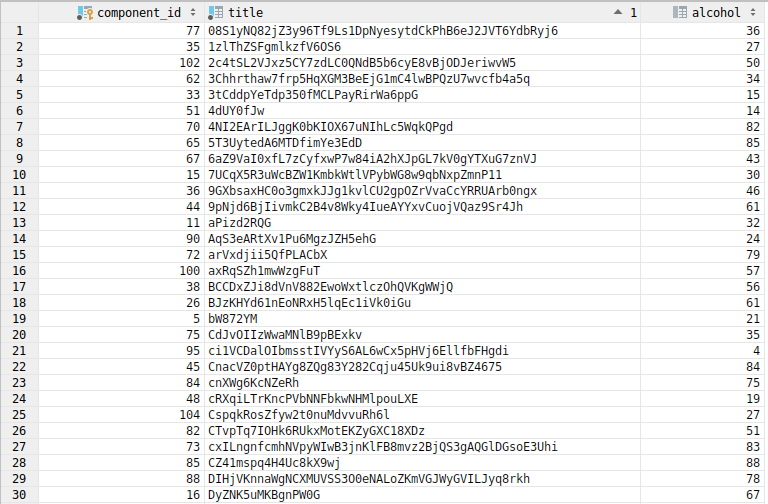 component_id title 1 alcohol
1 77 08S1yNQ82jZ3y96Tf9Ls1DpNyesytdCkPhB6eJ2JVT6YdbRyj6 36
2 35 1zlThZSFgmlkzfV6OS6 27
3 102 2c4tSL2VJxz5CY7zdLC0QNdB5b6cyE8vBjODJeriwvW5 50
4 62 3Chhrthaw7frp5HqXGM3BeEjG1mC4lwBPQzU7wvcfb4a5q 34
5 33 3tCddpYeTdp350fMCLPayRirWa6ppG 15
6 51 4dUY0fJw 14
7 70 4NI2EArILJggK0bKIOX67uNIhLc5WqkQPgd 82
8 65 5T3UytedA6MTDfimYe3EdD 85
9 67 6aZ9VaI0xfL7zCyfxwP7w84iA2hXJpGL7kV0gYTXuG7znVJ 43
10 15 7UCqX5R3uWcBZW1KmbkWtlVPybWG8w9qbNxpZmnP11 30
11 36 9GXbsaxHC0o3gmxkJJg1kvlCU2gpOZrVvaCcYRRUArb0ngx 46
12 44 9pNjd6BjIivmkC2B4v8Wky4IueAYYxvCuojVQaz9Sr4Jh 61
13 11 aPizd2RQG 32
14 90 AqS3eARtXv1Pu6MgzJZH5ehG 24
15 72 arVxdjii5QfPLACbX 79
16 100 axRqSZh1mwWzgFuT 57
17 38 BCCDxZJi8dVnV882EwoWxtlczOhQVKgWWjQ 56
18 26 BJzKHYd61nEoNRxH5lqEc1iVk0iGu 61
19 5 bW872YM 21
20 75 CdJvOIIzWwaMNlB9pBExkv 35
21 95 ci1VCDalOIbmsstIVYyS6AL6wCx5pHVj6EllfbFHgdi 4
22 45 CnacVZ0ptHAYg8ZQg83Y282Cqju45Uk9ui8vBZ4675 84
23 84 cnXWg6KcNZeRh 75
24 48 cRXqiLTrKncPVbNNFbkwNHMlpouLXE 19
25 104 CspqkRosZfyw2t0nuMdvvuRh6l 27
26 82 CTvpTq7IOHk6RUkxMotEKZyGXC18XDz 51
27 73 cxILngnfcmhNVpyWIwB3jnKlFB8mvz2BjQS3gAQGlDGsoE3Uhi 83
28 85 CZ41mspq4H4Uc8kX9wj 88
29 88 DIHjVKnnaWgNCXMUVSS3O0eNALoZKmVGJWyGVILJyq8rkh 78
30 16 DyZNK5uMKBgnPW0G 67